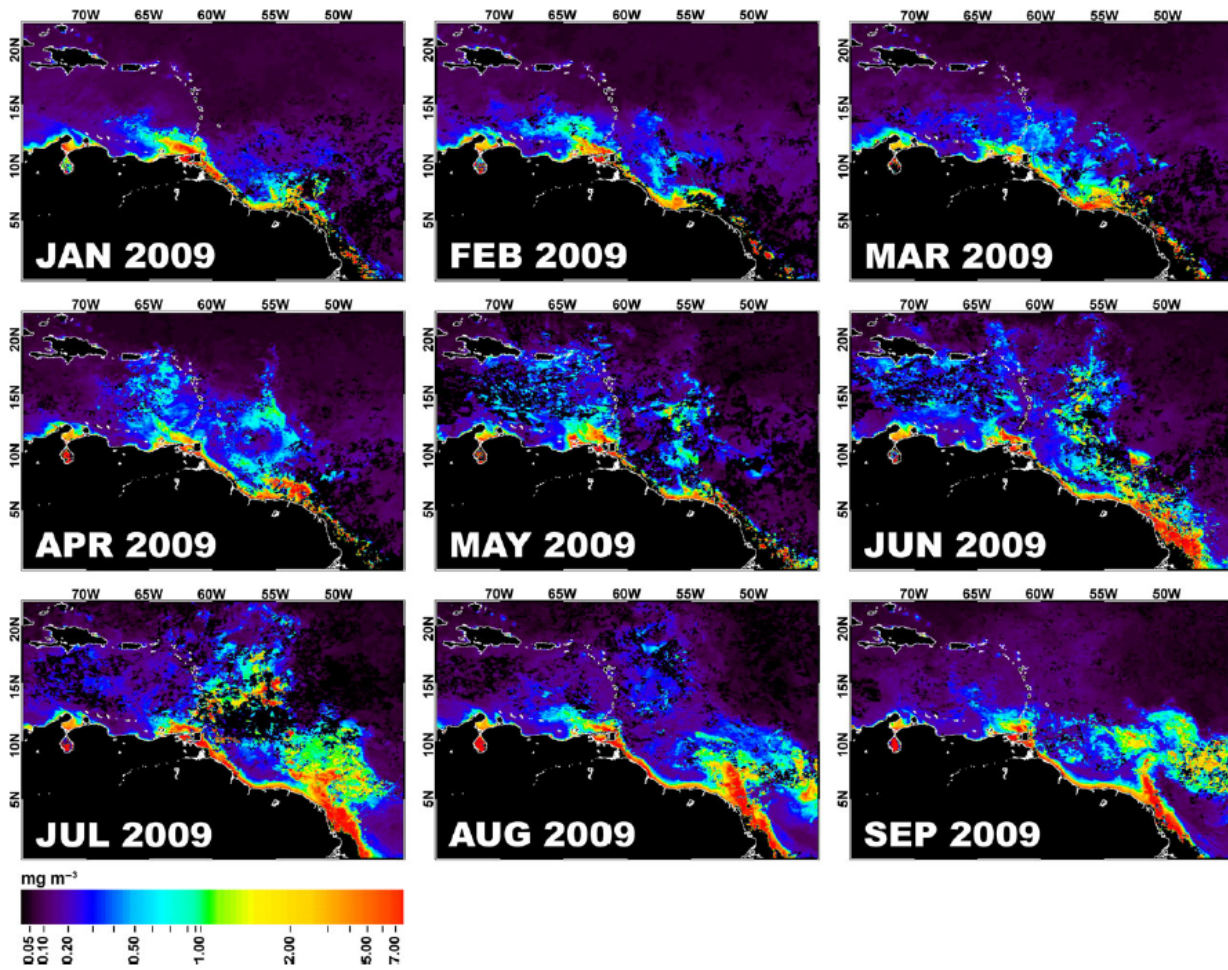 70W 65W 60W 55W 50W 70W 65W 60W 55W 50W 70W 65W 60W 55W 50W
20N 20N 20N
15N 15N 15N
10N 10N 10N
5N 5N 5N
JAN 2009 FEB 2009 MAR 2009
70W 65W 60W 55W 50W 70W 65W 60W 55W 50W 70W 65W 60W 55W 50W
20N 20N 20N
15N 15N 15N
10N 10N 10N
5N 5N 5N
APR 2009 MAY 2009 JUN 2009
70W 65W 60W 55W 50W 70W 65W 60W 55W 50W 70W 65W 60W 55W 50W
20N 20N 20N
15N 15N 15N
10N 10N 10N
5N 5N 5N
JUL 2009 AUG 2009 SEP 2009
mg m⁻³
0.05 0.10 0.20 0.50 1.00 2.00 5.00 7.00